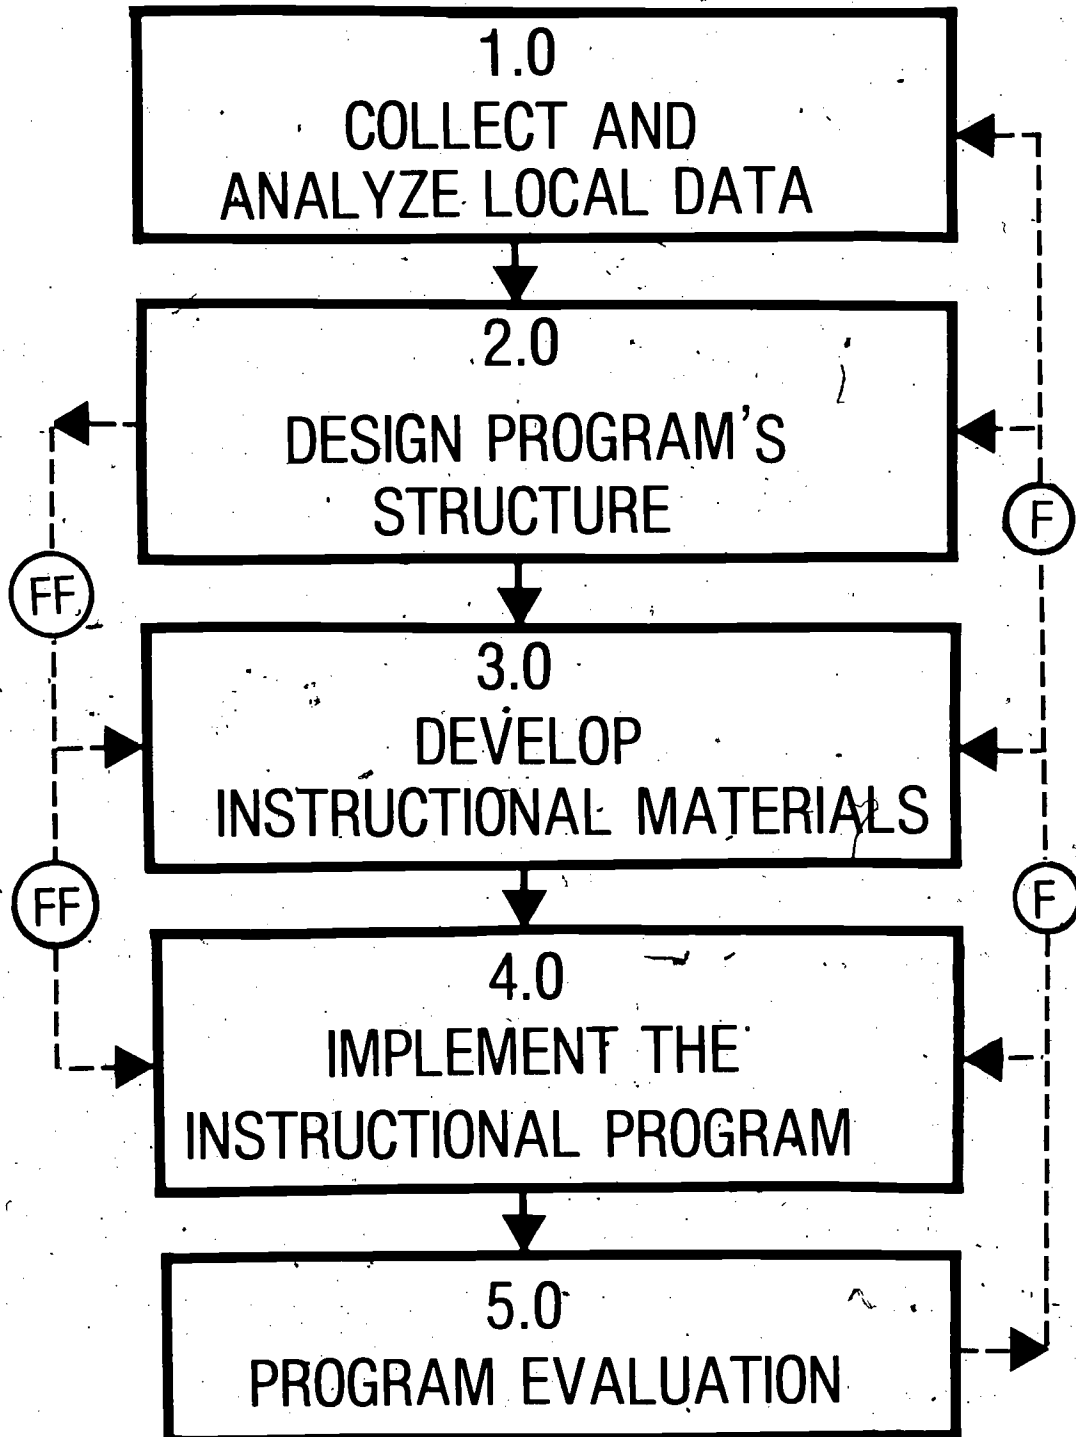 1.0
COLLECT AND
ANALYZE LOCAL DATA
2.0
DESIGN PROGRAM'S
STRUCTURE
F
FF
3.0
DEVELOP
INSTRUCTIONAL MATERIALS
FF
F
4.0
IMPLEMENT THE
INSTRUCTIONAL PROGRAM
5.0
PROGRAM EVALUATION